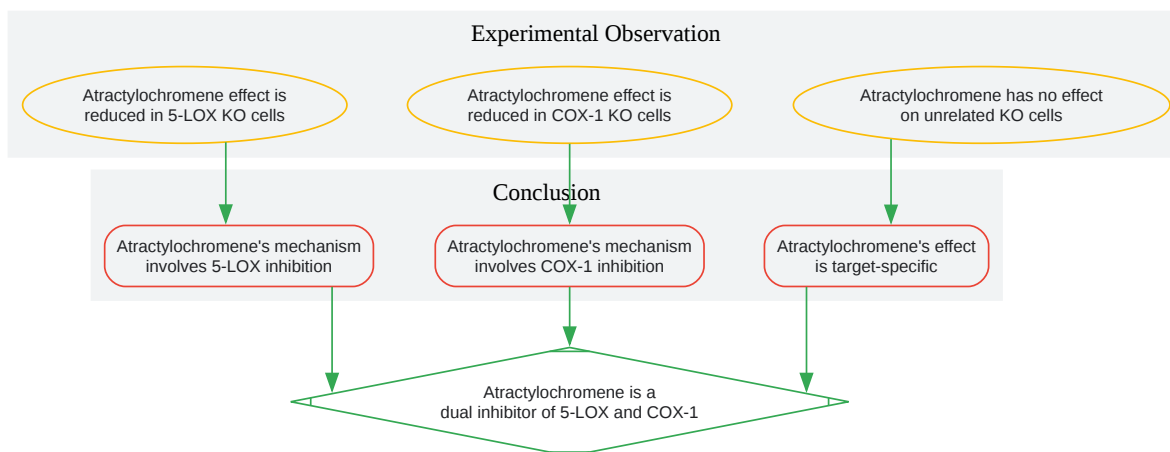 Experimental Observation
Atractylochromene effect is
reduced in 5-LOX KO cells
Atractylochromene effect is
reduced in COX-1 KO cells
Atractylochromene has no effect
on unrelated KO cells
Conclusion
Atractylochromene's mechanism
involves 5-LOX inhibition
Atractylochromene's mechanism
involves COX-1 inhibition
Atractylochromene's effect
is target-specific
Atractylochromene is a
dual inhibitor of 5-LOX and COX-1